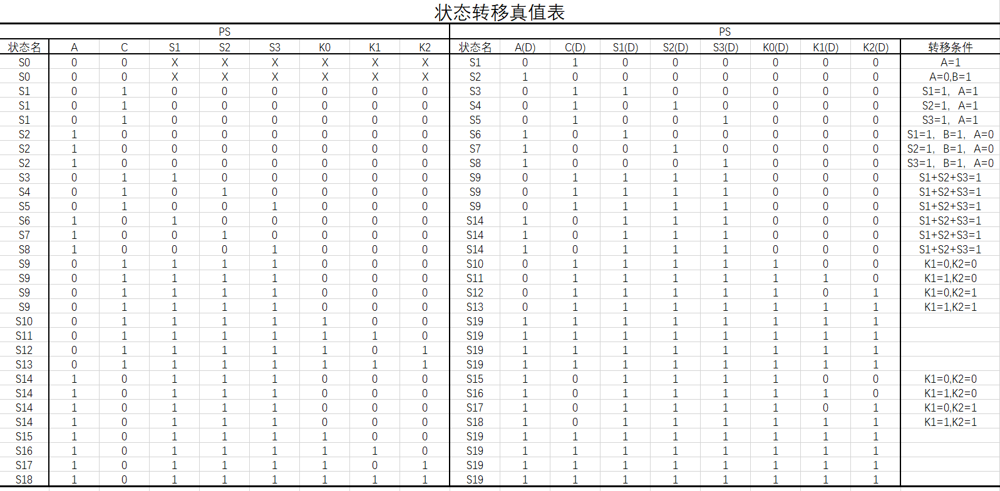 状态转移真值表
PS PS
状态名 A C S1 S2 S3 K0 K1 K2 状态名 A(D) C(D) S1(D) S2(D) S3(D) K0(D) K1(D) K2(D) 转移条件
S0 0 0 X X X X X X S1 0 1 0 0 0 0 0 0 A=1
S0 0 0 X X X X X X S2 1 0 0 0 0 0 0 0 A=0,B=1
S1 0 1 0 0 0 0 0 0 S3 0 1 1 0 0 0 0 0 S1=1，A=1
S1 0 1 0 0 0 0 0 0 S4 0 1 0 1 0 0 0 0 S2=1，A=1
S1 0 1 0 0 0 0 0 0 S5 0 1 0 0 1 0 0 0 S3=1，A=1
S2 1 0 0 0 0 0 0 0 S6 1 0 1 0 0 0 0 0 S1=1，B=1，A=0
S2 1 0 0 0 0 0 0 0 S7 1 0 0 1 0 0 0 0 S2=1，B=1，A=0
S2 1 0 0 0 0 0 0 0 S8 1 0 0 0 1 0 0 0 S3=1，B=1，A=0
S3 0 1 1 0 0 0 0 0 S9 0 1 1 1 1 0 0 0 S1+S2+S3=1
S4 0 1 0 1 0 0 0 0 S9 0 1 1 1 1 0 0 0 S1+S2+S3=1
S5 0 1 0 0 1 0 0 0 S9 0 1 1 1 1 0 0 0 S1+S2+S3=1
S6 1 0 1 0 0 0 0 0 S14 1 0 1 1 1 0 0 0 S1+S2+S3=1
S7 1 0 0 1 0 0 0 0 S14 1 0 1 1 1 0 0 0 S1+S2+S3=1
S8 1 0 0 0 1 0 0 0 S14 1 0 1 1 1 0 0 0 S1+S2+S3=1
S9 0 1 1 1 1 0 0 0 S10 0 1 1 1 1 1 0 0 K1=0,K2=0
S9 0 1 1 1 1 0 0 0 S11 0 1 1 1 1 1 1 0 K1=1,K2=0
S9 0 1 1 1 1 0 0 0 S12 0 1 1 1 1 1 0 1 K1=0,K2=1
S9 0 1 1 1 1 0 0 0 S13 0 1 1 1 1 1 1 1 K1=1,K2=1
S10 0 1 1 1 1 1 0 0 S19 1 1 1 1 1 1 1 1
S11 0 1 1 1 1 1 1 0 S19 1 1 1 1 1 1 1 1
S12 0 1 1 1 1 1 0 1 S19 1 1 1 1 1 1 1 1
S13 0 1 1 1 1 1 1 1 S19 1 1 1 1 1 1 1 1
S14 1 0 1 1 1 0 0 0 S15 1 0 1 1 1 1 0 0 K1=0,K2=0
S14 1 0 1 1 1 0 0 0 S16 1 0 1 1 1 1 1 0 K1=1,K2=0
S14 1 0 1 1 1 0 0 0 S17 1 0 1 1 1 1 0 1 K1=0,K2=1
S14 1 0 1 1 1 0 0 0 S18 1 0 1 1 1 1 1 1 K1=1,K2=1
S15 1 0 1 1 1 1 0 0 S19 1 1 1 1 1 1 1 1
S16 1 0 1 1 1 1 1 0 S19 1 1 1 1 1 1 1 1
S17 1 0 1 1 1 1 0 1 S19 1 1 1 1 1 1 1 1
S18 1 0 1 1 1 1 1 1 S19 1 1 1 1 1 1 1 1